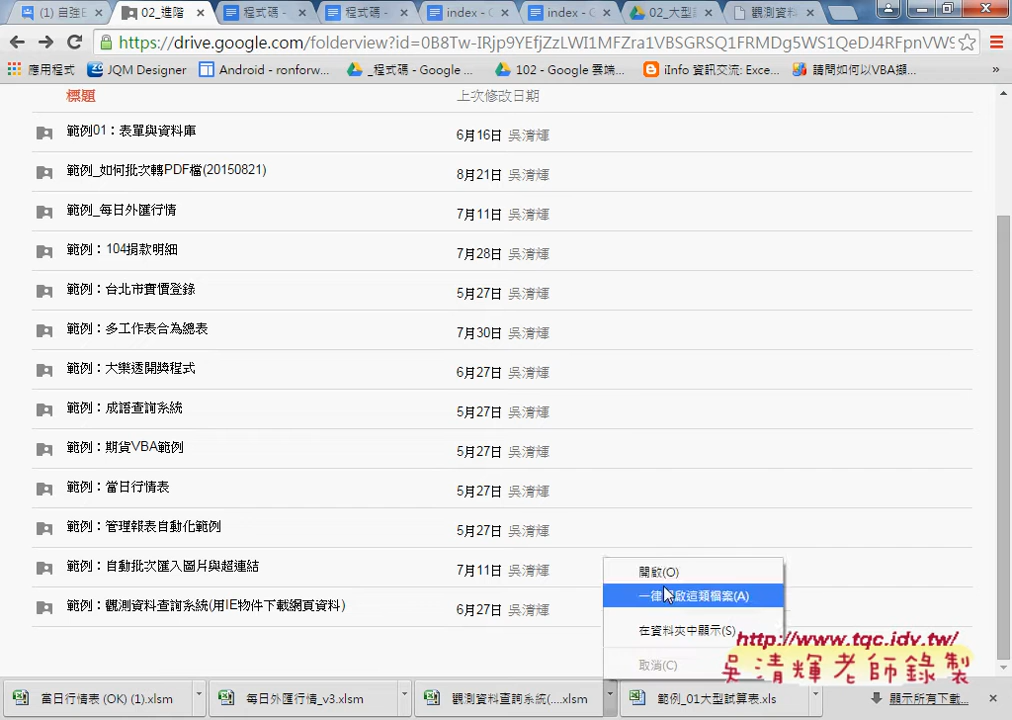 (1) 自強
02_進階
程式碼 -
程式碼 -
index - G
index - G
02_大型
觀測資料
https://drive.google.com/folderview?id=0B8Tw-IRjp9YEfjZzLWI1MFZra1VBSGRSQ1FRMDg5WS1QeDJ4RFpnVW
應用程式
JQM Designer
Android - ronforw...
_程式碼 - Google ...
102 - Google 雲端...
iInfo 資訊交流: Exce...
請問如何以VBA擷...
»
標題 上次修改日期
範例01：表單與資料庫 6月16日 吳清輝
範例_如何批次轉PDF檔(20150821) 8月21日 吳清輝
範例_每日外匯行情 7月11日 吳清輝
範例：104捐款明細 7月28日 吳清輝
範例：台北市實價登錄 5月27日 吳清輝
範例：多工作表合為總表 7月30日 吳清輝
範例：大樂透開獎程式 6月27日 吳清輝
範例：成語查詢系統 5月27日 吳清輝
範例：期貨VBA範例 5月27日 吳清輝
範例：當日行情表 5月27日 吳清輝
範例：管理報表自動化範例 5月27日 吳清輝
範例：自動批次匯入圖片與超連結 7月11日 吳清輝
範例：觀測資料查詢系統(用IE物件下載網頁資料) 6月27日 吳清輝
開啟(O)
一律開啟這類檔案(A)
在資料夾中顯示(S)
取消(C)
http://www.tqc.idv.tw/
吳清輝老師錄製
當日行情表 (OK) (1).xlsm
每日外匯行情_v3.xlsm
觀測資料查詢系統(....xlsm
範例_01大型試算表.xls
顯示所有下載...